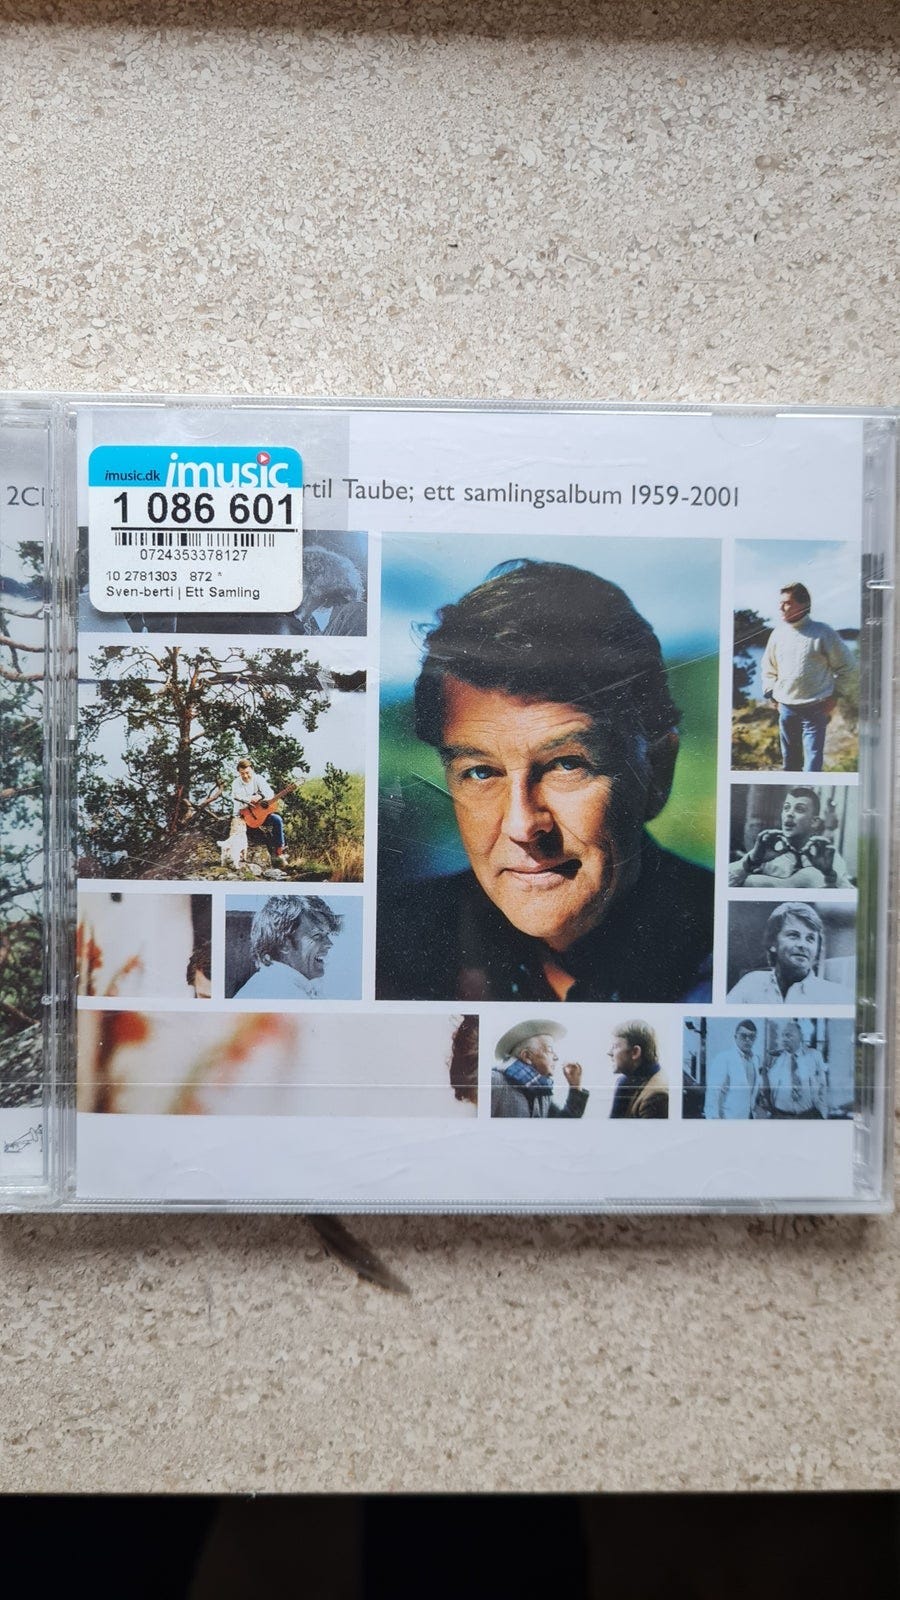 2CD
imusic.dk imusic
1 086 601
0724353378127
10 2781303 872 *
Sven-berti | Ett Samling
rtil Taube; ett samlingsalbum 1959-2001